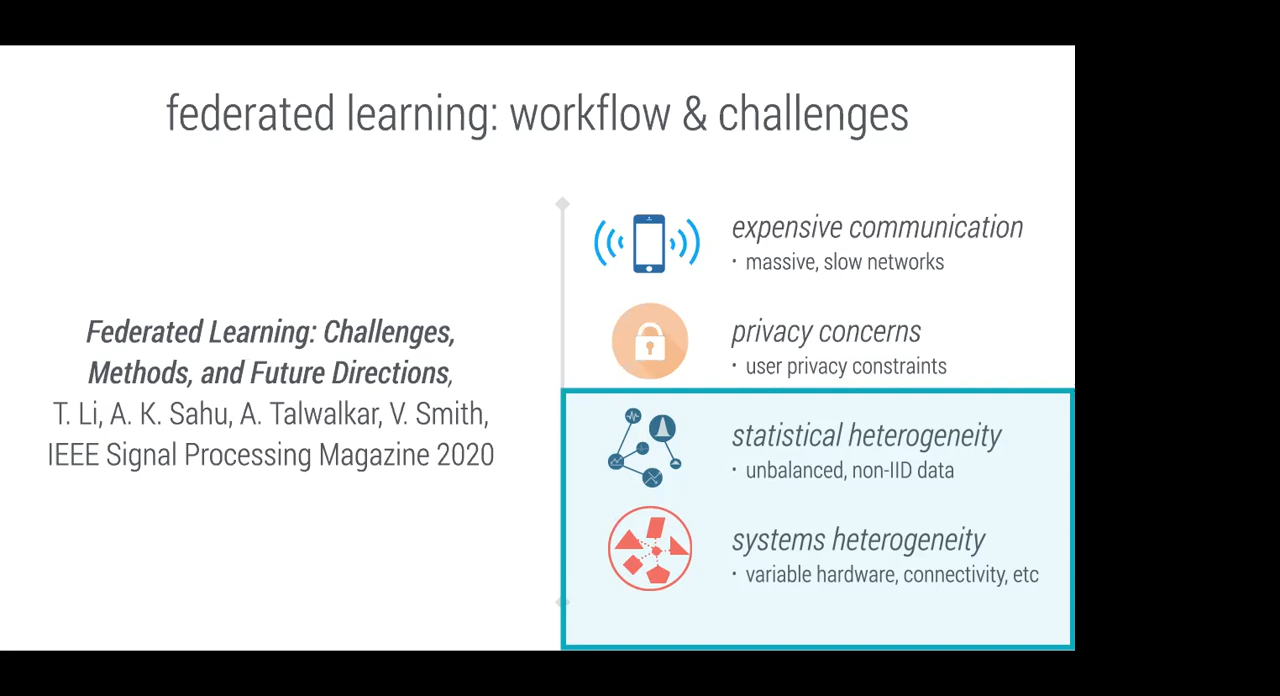 federated learning: workflow & challenges
Federated Learning: Challenges,
Methods, and Future Directions,
T. Li, A. K. Sahu, A. Talwalkar, V. Smith,
IEEE Signal Processing Magazine 2020
expensive communication
· massive, slow networks
privacy concerns
· user privacy constraints
statistical heterogeneity
· unbalanced, non-IID data
systems heterogeneity
· variable hardware, connectivity, etc